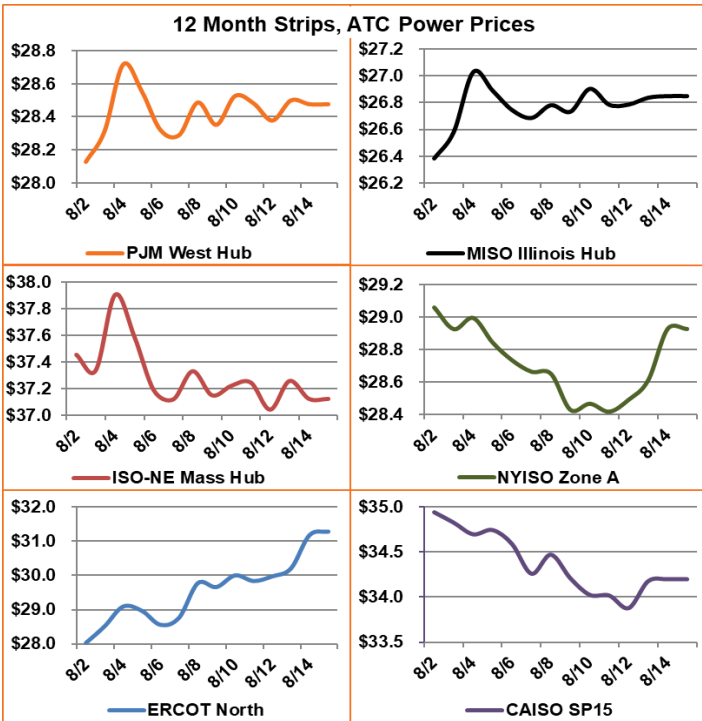 12 Month Strips, ATC Power Prices
$28.8
$28.6
$28.4
$28.2
$28.0
8/2 8/4 8/6 8/8 8/10 8/12 8/14
PJM West Hub
$27.2
$27.0
$26.8
$26.6
$26.4
$26.2
8/2 8/4 8/6 8/8 8/10 8/12 8/14
MISO Illinois Hub
$38.0
$37.8
$37.6
$37.4
$37.2
$37.0
8/2 8/4 8/6 8/8 8/10 8/12 8/14
ISO-NE Mass Hub
$29.2
$29.0
$28.8
$28.6
$28.4
8/2 8/4 8/6 8/8 8/10 8/12 8/14
NYISO Zone A
$32.0
$31.0
$30.0
$29.0
$28.0
8/2 8/4 8/6 8/8 8/10 8/12 8/14
ERCOT North
$35.0
$34.5
$34.0
$33.5
8/2 8/4 8/6 8/8 8/10 8/12 8/14
CAISO SP15